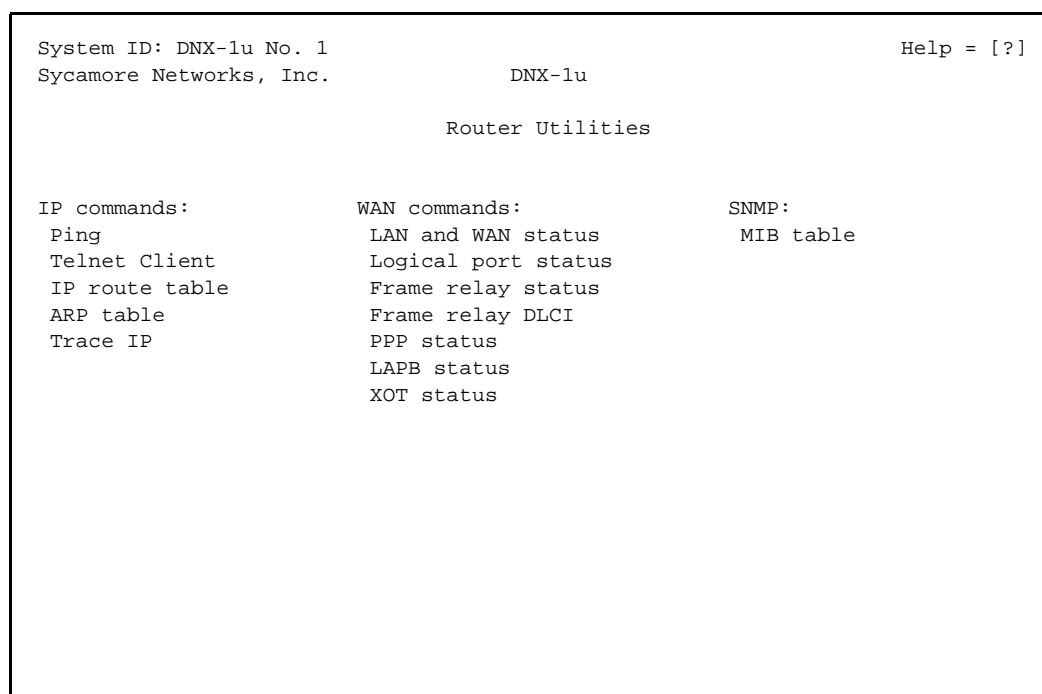 System ID: DNX-1u No. 1 Help = [?]
Sycamore Networks, Inc. DNX-1u
Router Utilities
IP commands: WAN commands: SNMP:
Ping LAN and WAN status MIB table
Telnet Client Logical port status
IP route table Frame relay status
ARP table Frame relay DLCI
Trace IP PPP status
LAPB status
XOT status